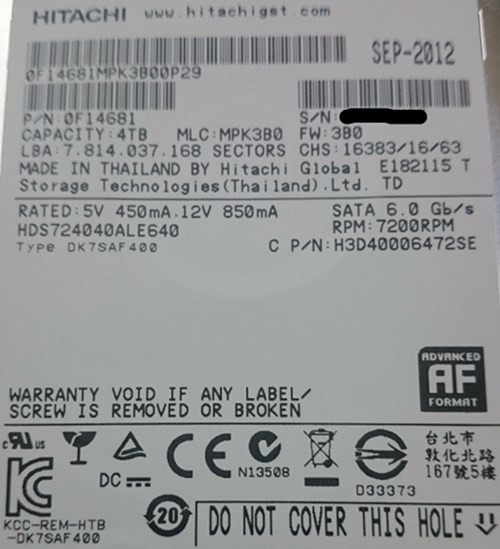 HITACHI www.hitachigst.com
SEP-2012
0F14681MPK3B00P29
P/N:0F14681 S/N:
CAPACITY:4TB MLC:MPK3B0 FW:3B0
LBA:7.814.037.168 SECTORS CHS:16383/16/63
MADE IN THAILAND BY Hitachi Global E182115 T
Storage Technologies(Thailand).Ltd. TD
RATED:5V 450mA.12V 850mA SATA 6.0 Gb/s
HDS724040ALE640 RPM:7200RPM
Type DK7SAF400 C P/N:H3D40006472SE
ADVANCED
AF
FORMAT
WARRANTY VOID IF ANY LABEL/
SCREW IS REMOVED OR BROKEN
c RU US
DC
CE
N13508
D33373
台北市
敦化北路
167號5樓
KC
KCC-REM-HTB
-DK7SAF400
20
DO NOT COVER THIS HOLE